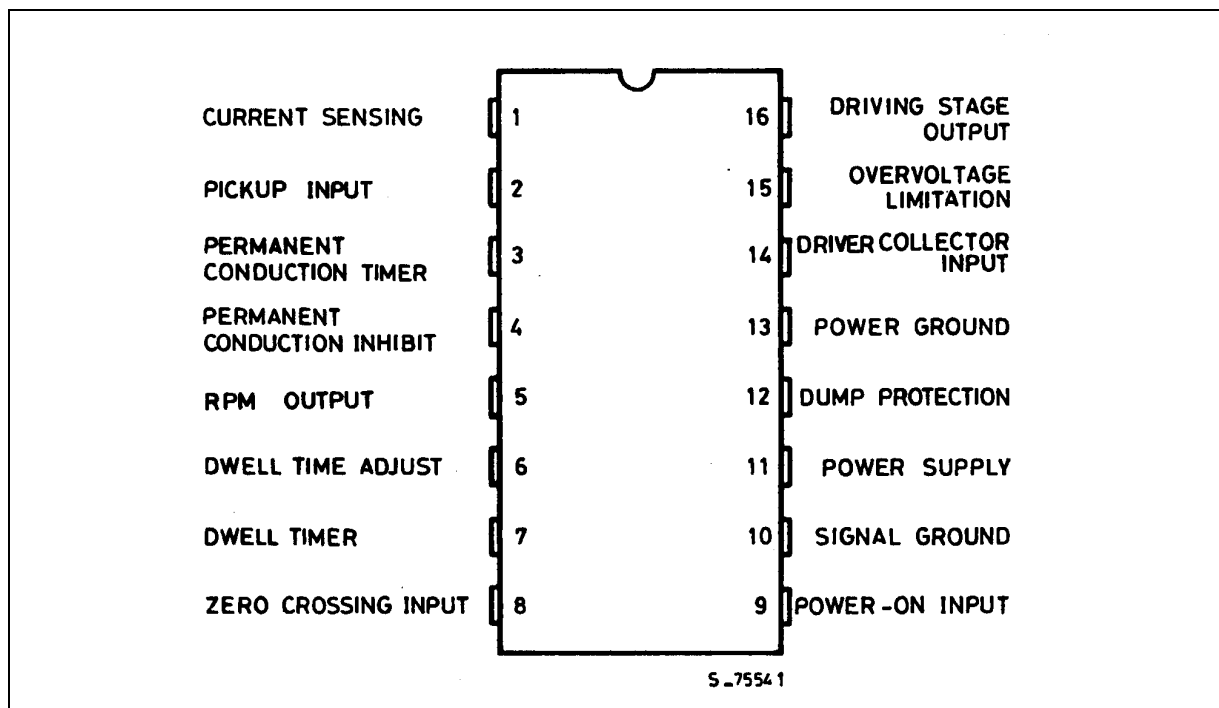 CURRENT SENSING
1
16
DRIVING STAGE
OUTPUT
PICKUP INPUT
2
15
OVERVOLTAGE
LIMITATION
PERMANENT
CONDUCTION TIMER
3
14
DRIVER COLLECTOR
INPUT
PERMANENT
CONDUCTION INHIBIT
4
13
POWER GROUND
RPM OUTPUT
5
12
DUMP PROTECTION
DWELL TIME ADJUST
6
11
POWER SUPPLY
DWELL TIMER
7
10
SIGNAL GROUND
ZERO CROSSING INPUT
8
9
POWER-ON INPUT
S_75541